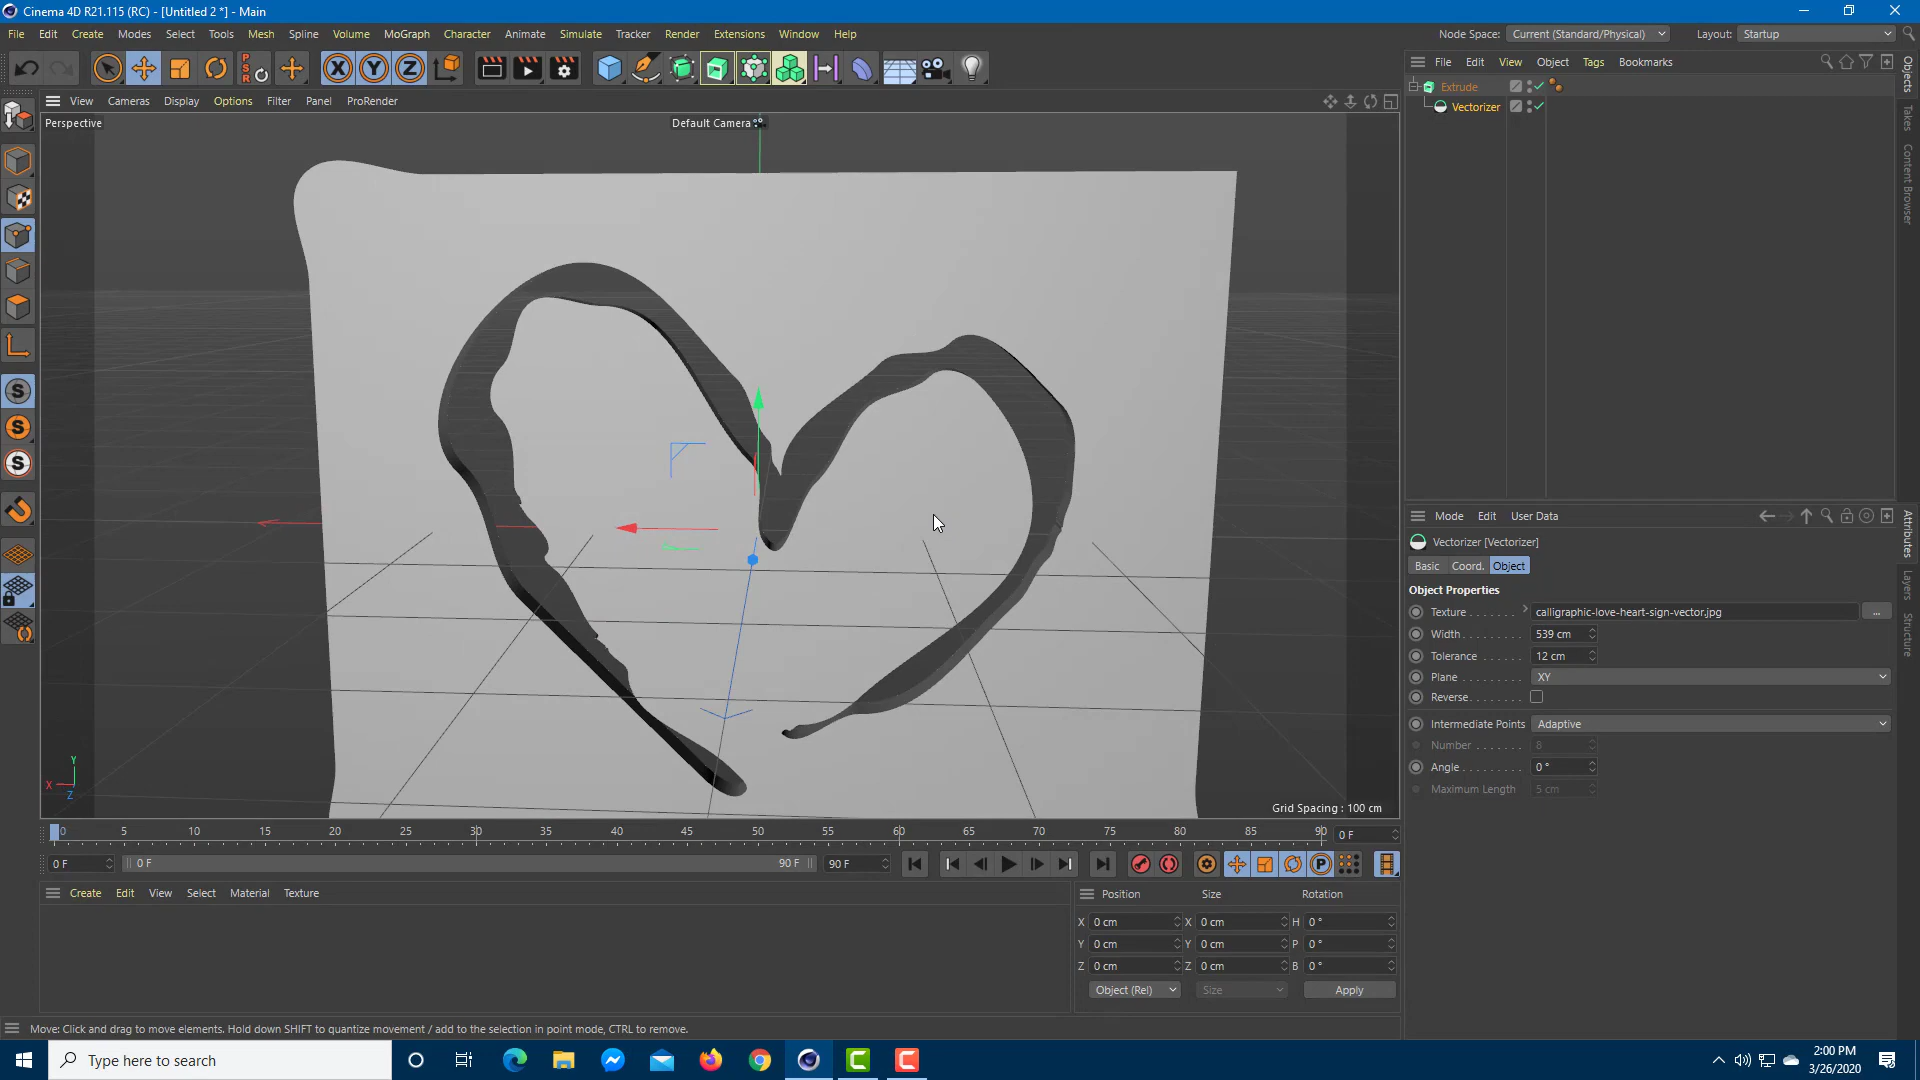 Cinema 4D R21.115 (RC) - [Untitled 2 *] - Main
File Edit Create Modes Select Tools Mesh Spline Volume MoGraph Character Animate Simulate Tracker Render Extensions Window Help
Node Space: Current (Standard/Physical) Layout: Startup
X Y Z PSR
File Edit View Object Tags Bookmarks
Extrude
Vectorizer
Objects
Takes
Content Browser
View Cameras Display Options Filter Panel ProRender
Perspective
Default Camera
S
S
S
Y
X
Z
Grid Spacing : 100 cm
Mode Edit User Data
Vectorizer [Vectorizer]
Basic Coord. Object
Object Properties
Texture . . . . . . . calligraphic-love-heart-sign-vector.jpg ...
Width . . . . . . . . 539 cm
Tolerance . . . . . . 12 cm
Plane . . . . . . . . . XY
Reverse . . . . . . .
Intermediate Points Adaptive
Number . . . . . . . 8
Angle . . . . . . . . . 0 °
Maximum Length 5 cm
Attributes
Layers
Structure
0 5 10 15 20 25 30 35 40 45 50 55 60 65 70 75 80 85 90 0 F
0 F 0 F 90 F 90 F P
Create Edit View Select Material Texture
Position Size Rotation
X 0 cm X 0 cm H 0 °
Y 0 cm Y 0 cm P 0 °
Z 0 cm Z 0 cm B 0 °
Object (Rel) Size Apply
Move: Click and drag to move elements. Hold down SHIFT to quantize movement / add to the selection in point mode, CTRL to remove.
Type here to search
C C
2:00 PM
3/26/2020